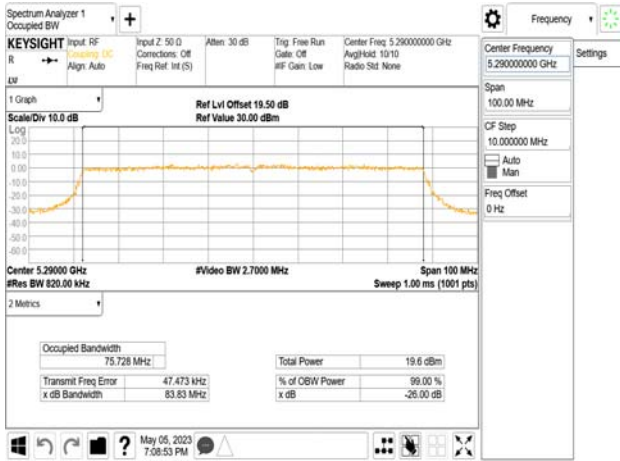 Spectrum Analyzer 1
Occupied BW
KEYSIGHT
R
Input: RF
Coupling: DC
Align: Auto
Input Z: 50 Ω
Corrections: Off
Freq Ref: Int (S)
Atten: 30 dB
Trig: Free Run
Gate: Off
#IF Gain: Low
Center Freq: 5.290000000 GHz
Avg|Hold: 10/10
Radio Std: None
1 Graph
Scale/Div 10.0 dB
Ref Lvl Offset 19.50 dB
Ref Value 30.00 dBm
Log
20.0
10.0
0.00
-10.0
-20.0
-30.0
-40.0
-50.0
-60.0
Center 5.29000 GHz
#Res BW 820.00 kHz
#Video BW 2.7000 MHz
Span 100 MHz
Sweep 1.00 ms (1001 pts)
2 Metrics
Occupied Bandwidth
75.728 MHz
Total Power 19.6 dBm
Transmit Freq Error 47.473 kHz
% of OBW Power 99.00 %
x dB Bandwidth 83.83 MHz
x dB -26.00 dB
?
May 05, 2023
7:08:53 PM
Frequency
Settings
Center Frequency
5.290000000 GHz
Span
100.00 MHz
CF Step
10.000000 MHz
Auto
Man
Freq Offset
0 Hz